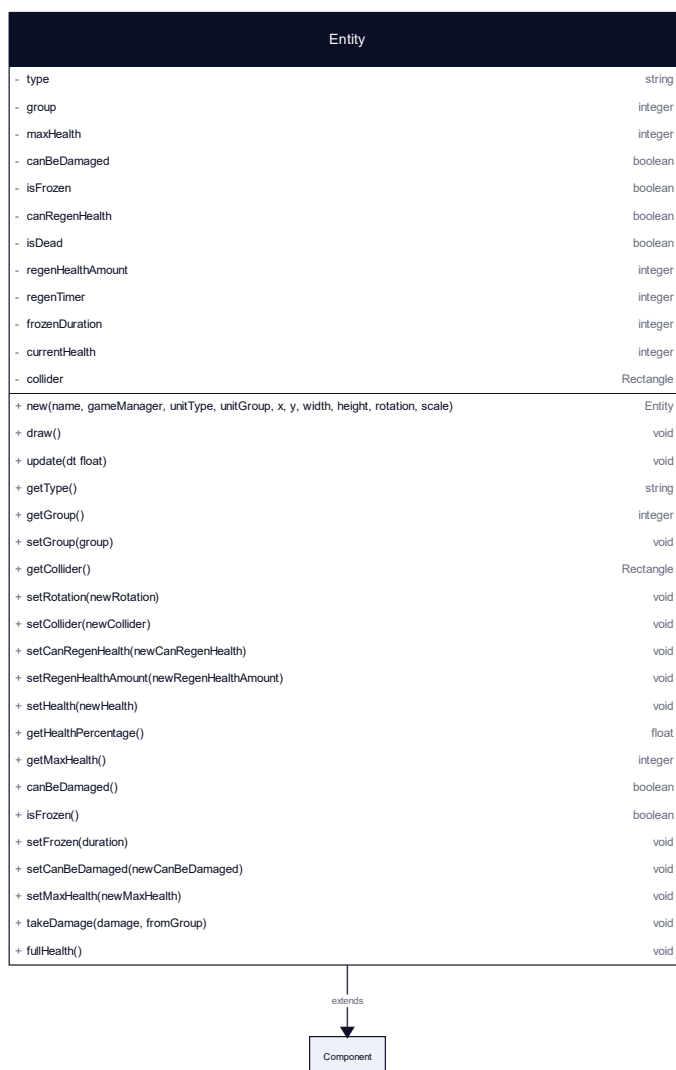 Entity
- type string
- group integer
- maxHealth integer
- canBeDamaged boolean
- isFrozen boolean
- canRegenHealth boolean
- isDead boolean
- regenHealthAmount integer
- regenTimer integer
- frozenDuration integer
- currentHealth integer
- collider Rectangle
+ new(name, gameManager, unitType, unitGroup, x, y, width, height, rotation, scale) Entity
+ draw() void
+ update(dt float) void
+ getType() string
+ getGroup() integer
+ setGroup(group) void
+ getCollider() Rectangle
+ setRotation(newRotation) void
+ setCollider(newCollider) void
+ setCanRegenHealth(newCanRegenHealth) void
+ setRegenHealthAmount(newRegenHealthAmount) void
+ setHealth(newHealth) void
+ getHealthPercentage() float
+ getMaxHealth() integer
+ canBeDamaged() boolean
+ isFrozen() boolean
+ setFrozen(duration) void
+ setCanBeDamaged(newCanBeDamaged) void
+ setMaxHealth(newMaxHealth) void
+ takeDamage(damage, fromGroup) void
+ fullHealth() void
extends
Component